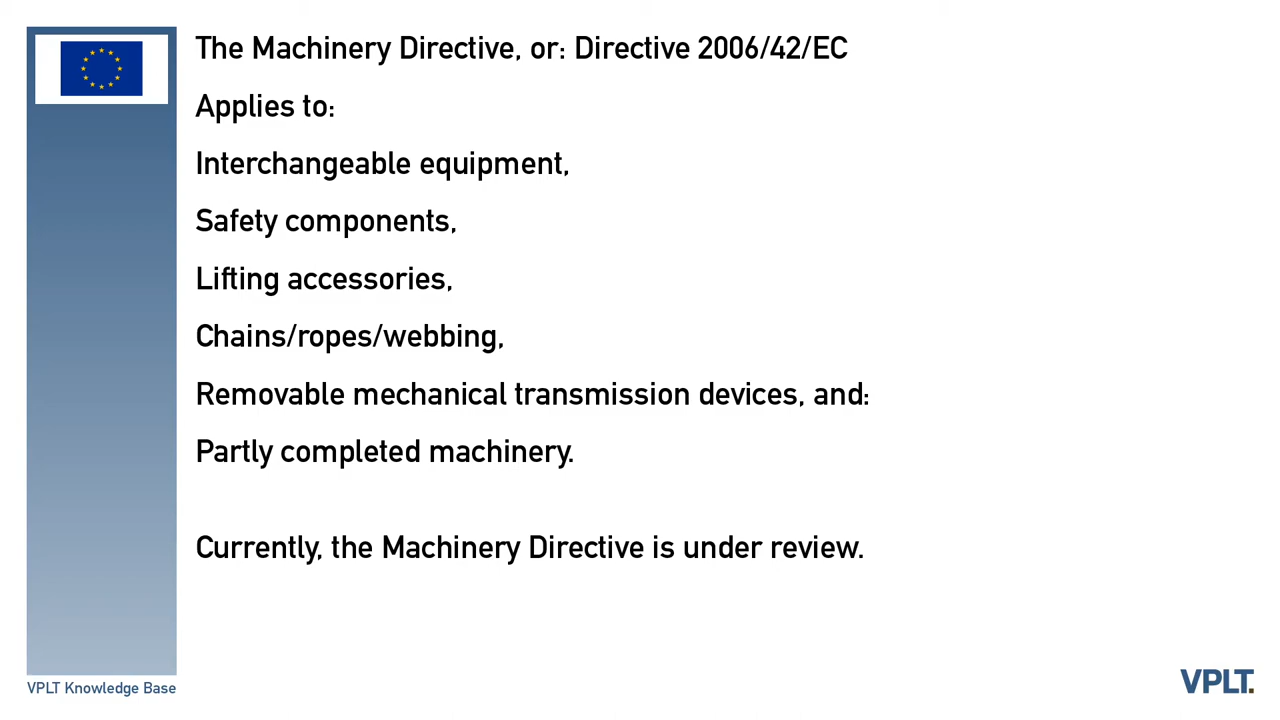 The Machinery Directive, or: Directive 2006/42/EC
Applies to:
Interchangeable equipment,
Safety components,
Lifting accessories,
Chains/ropes/webbing,
Removable mechanical transmission devices, and:
Partly completed machinery.
Currently, the Machinery Directive is under review.
VPLT Knowledge Base
VPLT.